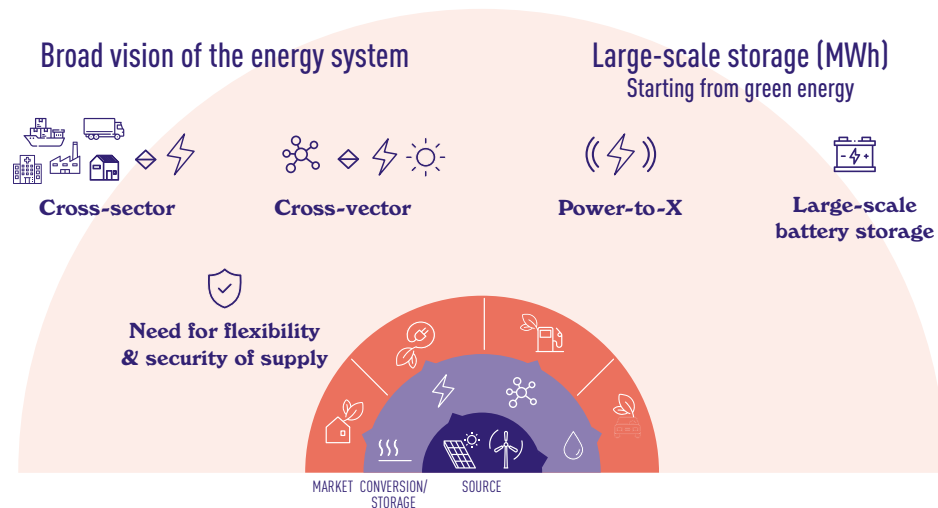 Broad vision of the energy system
Large-scale storage (MWh)
Starting from green energy
Cross-sector
Cross-vector
Power-to-X
Large-scale
battery storage
Need for flexibility
& security of supply
MARKET
CONVERSION/
STORAGE
SOURCE